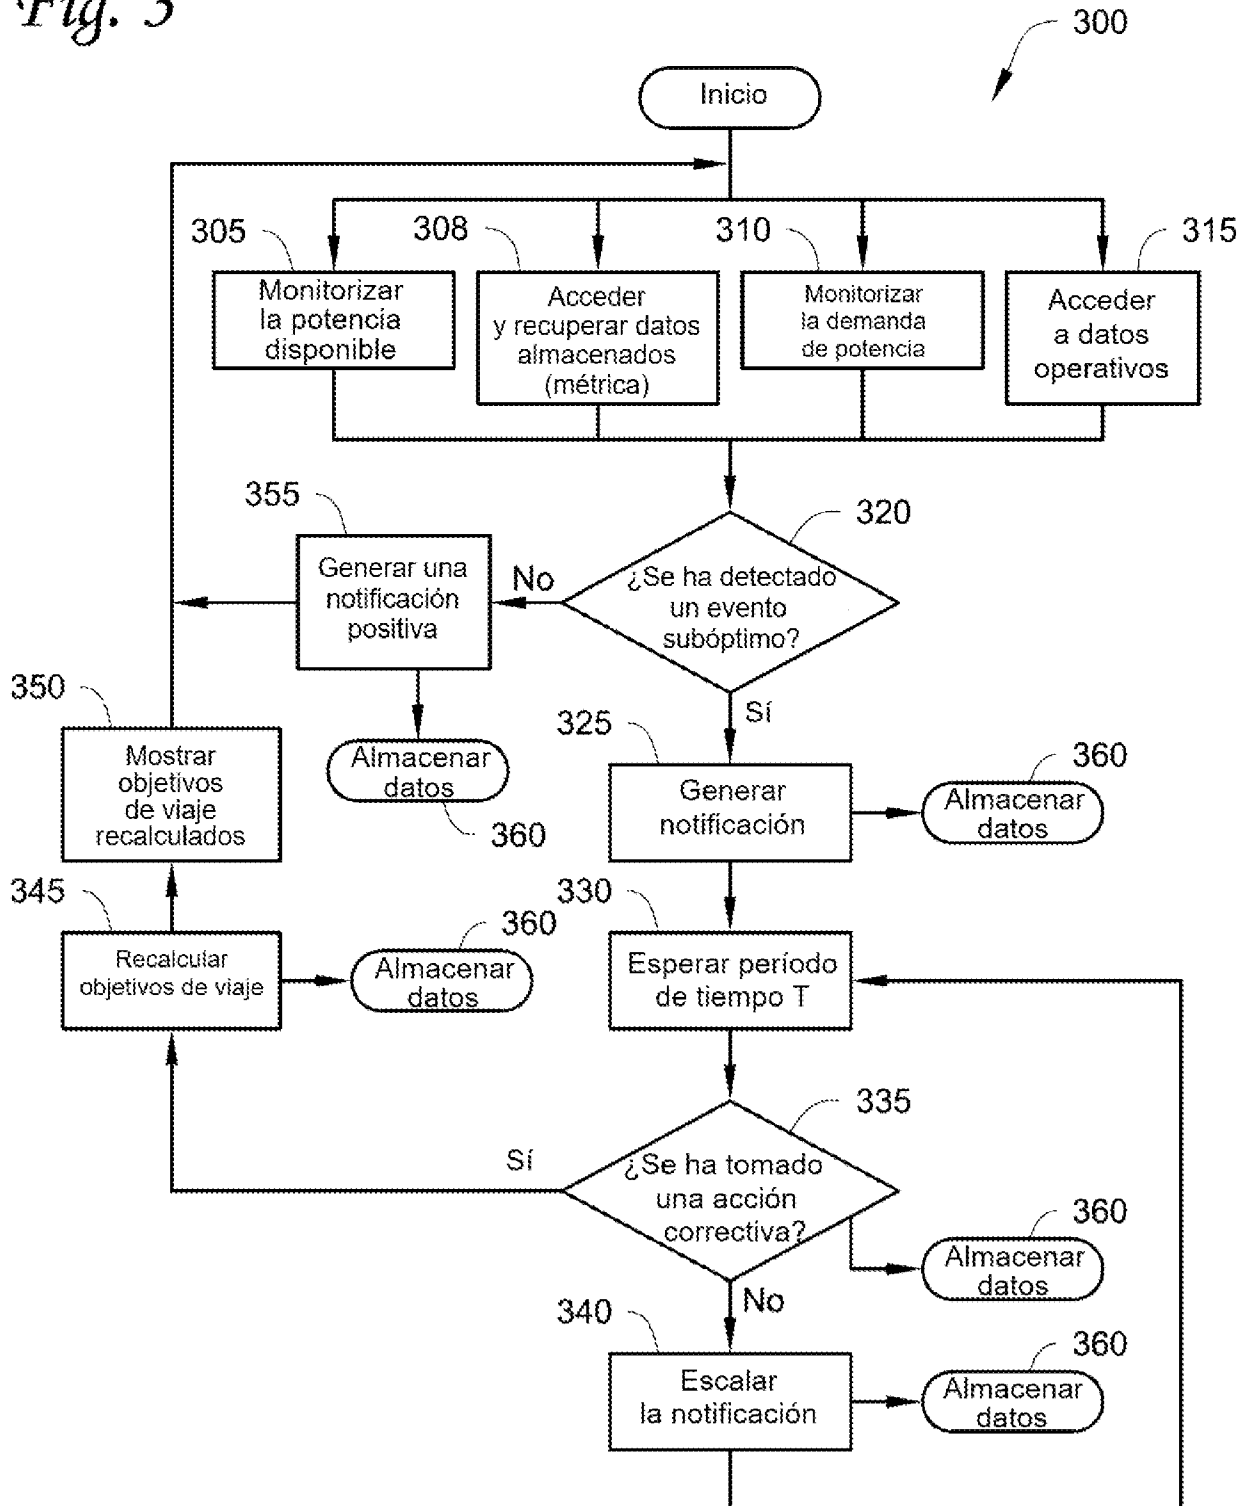 Fig. 3
300
Inicio
305
308
310
315
Monitorizar
la potencia
disponible
Acceder
y recuperar datos
almacenados
(métrica)
Monitorizar
la demanda
de potencia
Acceder
a datos
operativos
355
320
Generar una
notificación
positiva
No
¿Se ha detectado
un evento
subóptimo?
350
Sí
325
360
Mostrar
objetivos
de viaje
recalculados
Almacenar
datos
360
Generar
notificación
Almacenar
datos
345
330
360
Recalcular
objetivos de viaje
Almacenar
datos
Esperar período
de tiempo T
335
Sí
¿Se ha tomado
una acción
correctiva?
360
Almacenar
datos
No
340
360
Escalar
la notificación
Almacenar
datos